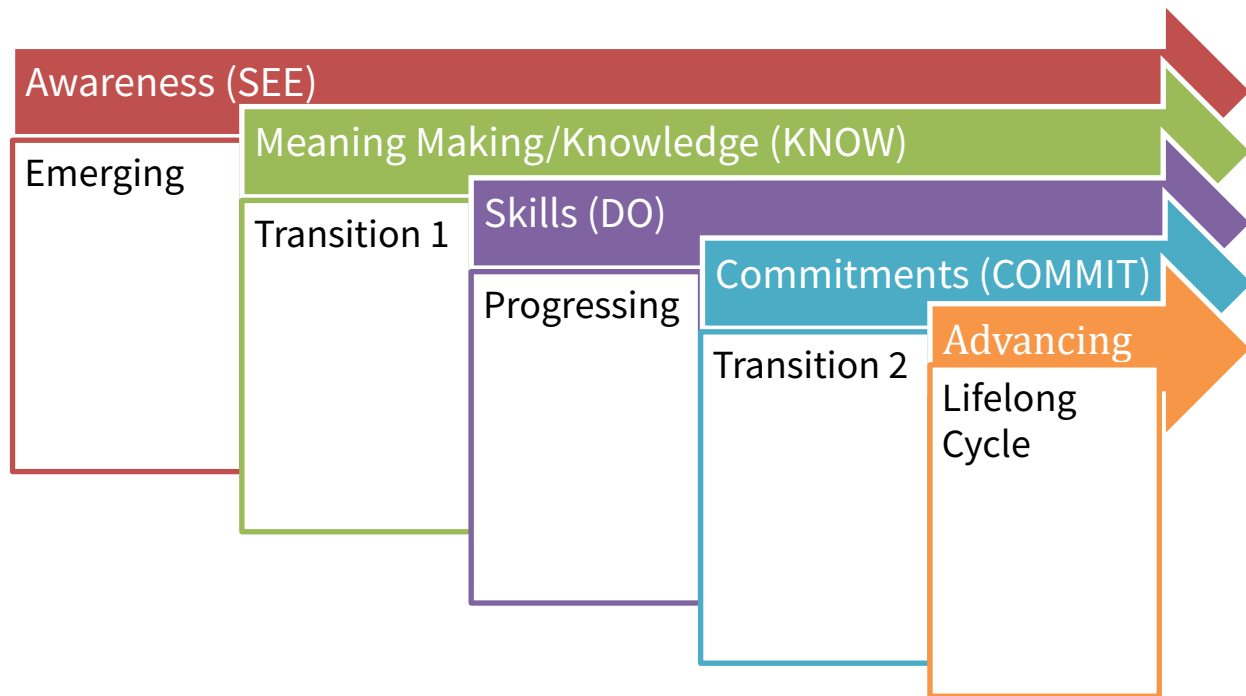 Awareness (SEE)
Emerging
Meaning Making/Knowledge (KNOW)
Transition 1
Skills (DO)
Progressing
Commitments (COMMIT)
Transition 2
Advancing
Lifelong
Cycle